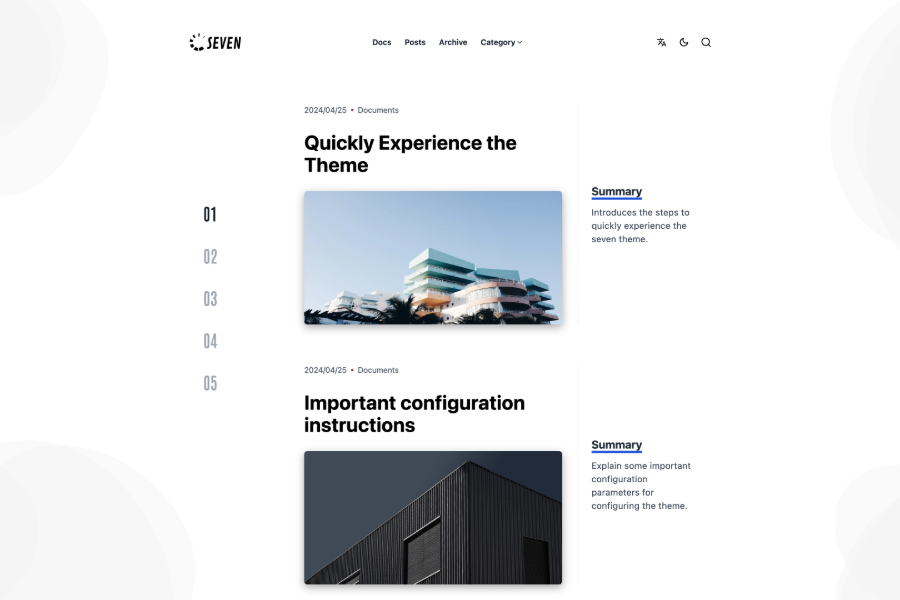 SEVEN
Docs Posts Archive Category
01
02
03
04
05
2024/04/25 • Documents
Quickly Experience the
Theme
Summary
Introduces the steps to
quickly experience the
seven theme.
2024/04/25 • Documents
Important configuration
instructions
Summary
Explain some important
configuration
parameters for
configuring the theme.